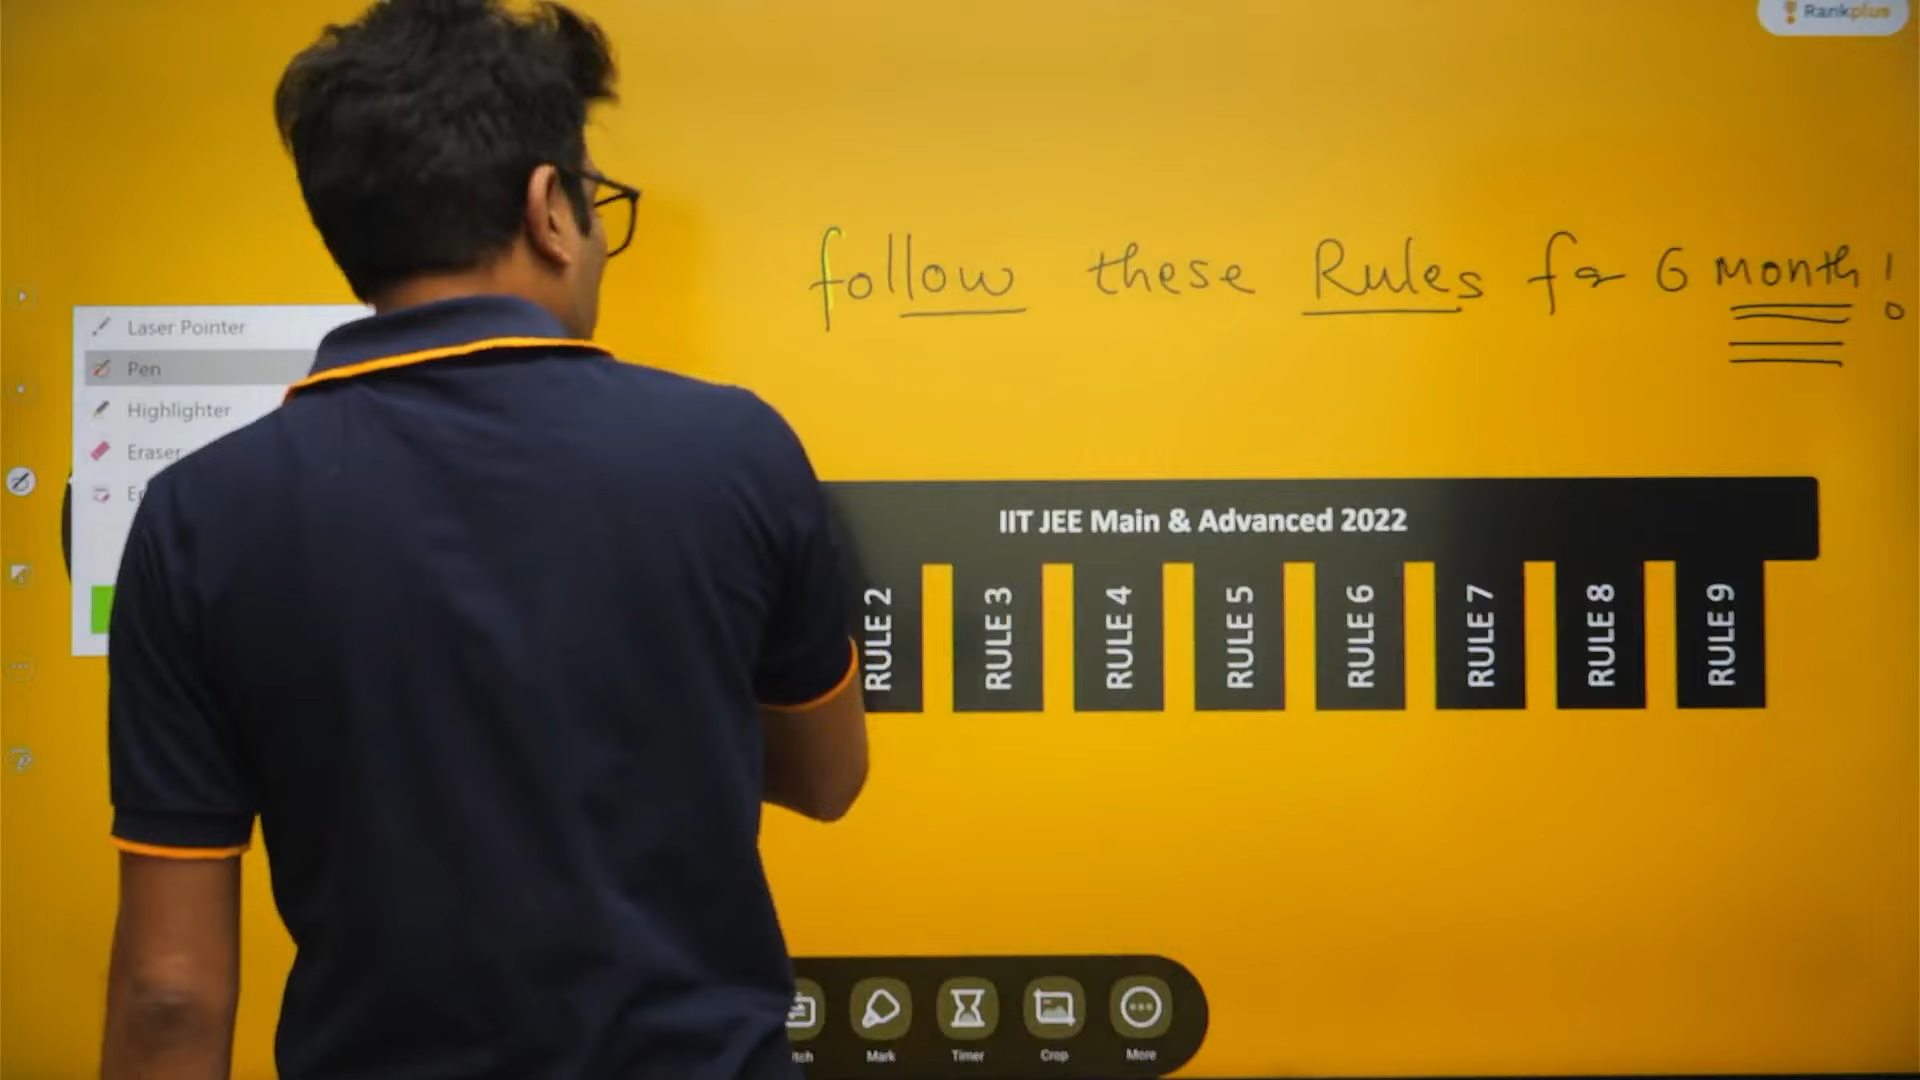 Rankplus
follow these Rules for 6 Month!
Laser Pointer
Pen
Highlighter
Eraser
IIT JEE Main & Advanced 2022
RULE 2
RULE 3
RULE 4
RULE 5
RULE 6
RULE 7
RULE 8
RULE 9
Mark
Timer
Crop
More